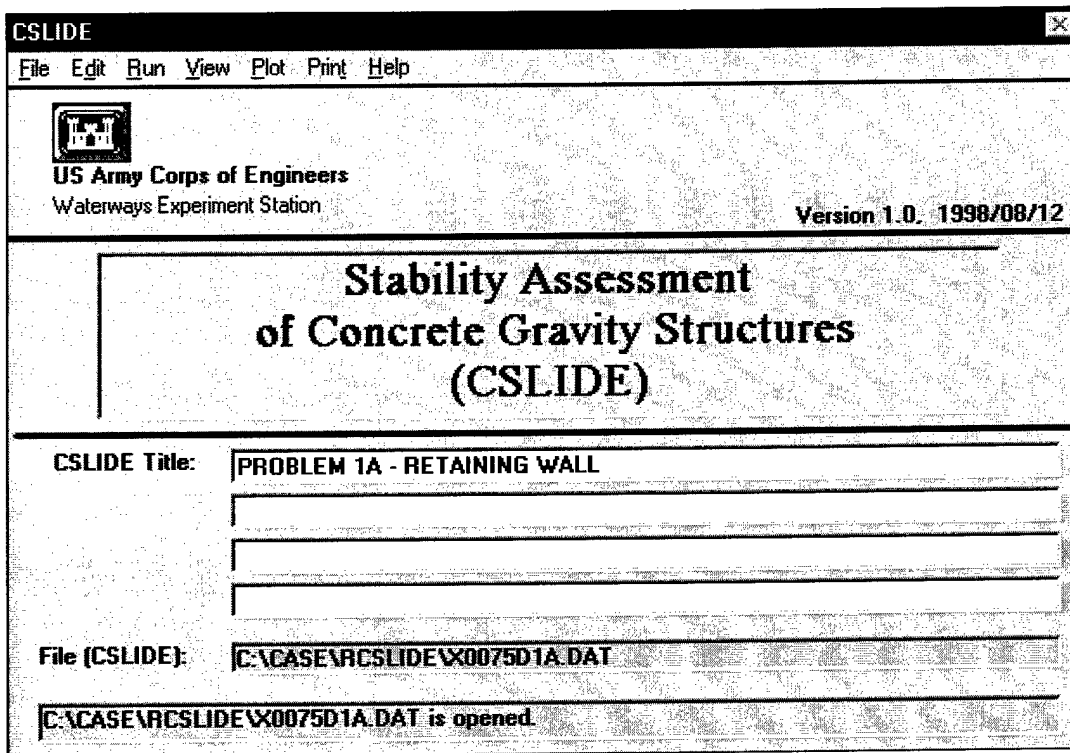 CSLIDE
File Edit Run View Plot Print Help
US Army Corps of Engineers
Waterways Experiment Station
Version 1.0, 1998/08/12
Stability Assessment
of Concrete Gravity Structures
(CSLIDE)
CSLIDE Title: PROBLEM 1A - RETAINING WALL
File (CSLIDE): C:\CASE\RCSLIDE\X0075D1A.DAT
C:\CASE\RCSLIDE\X0075D1A.DAT is opened.